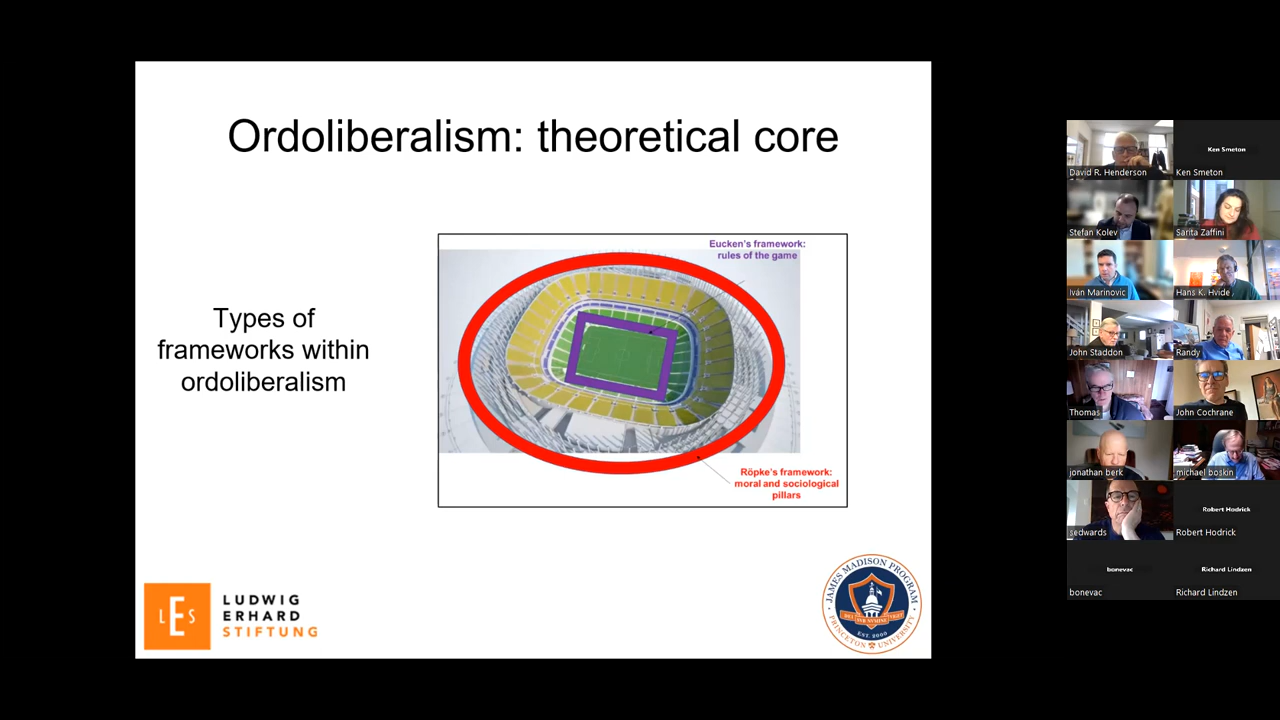 Ordoliberalism: theoretical core
Types of
frameworks within
ordoliberalism
Eucken's framework:
rules of the game
Röpke's framework:
moral and sociological
pillars
LES
LUDWIG
ERHARD
STIFTUNG
JAMES MADISON PROGRAM
EST. 2000
PRINCETON UNIVERSITY
David R. Henderson
Ken Smeton
Ken Smeton
Stefan Kolev
Sarita Zaffini
Iván Marinovic
Hans K. Hvide
John Staddon
Randy
Thomas
John Cochrane
jonathan berk
michael boskin
sedwards
Robert Hodrick
Robert Hodrick
bonevac
Richard Lindzen
bonevac
Richard Lindzen